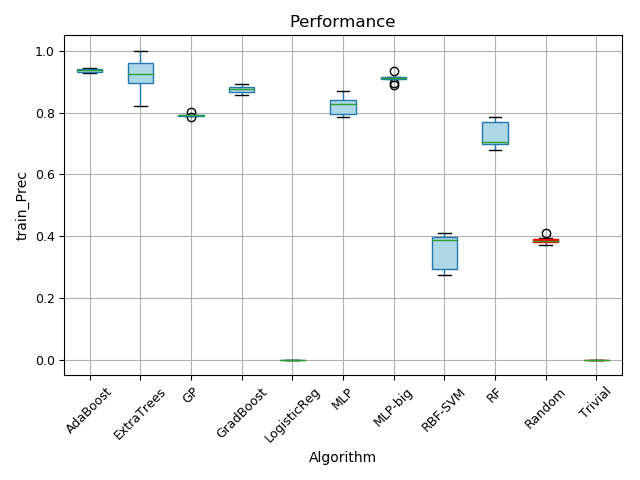 Performance
1.0
0.8
0.6
0.4
0.2
0.0
train_Prec
AdaBoost
ExtraTrees
GP
GradBoost
LogisticReg
MLP
MLP-big
RBF-SVM
RF
Random
Trivial
Algorithm